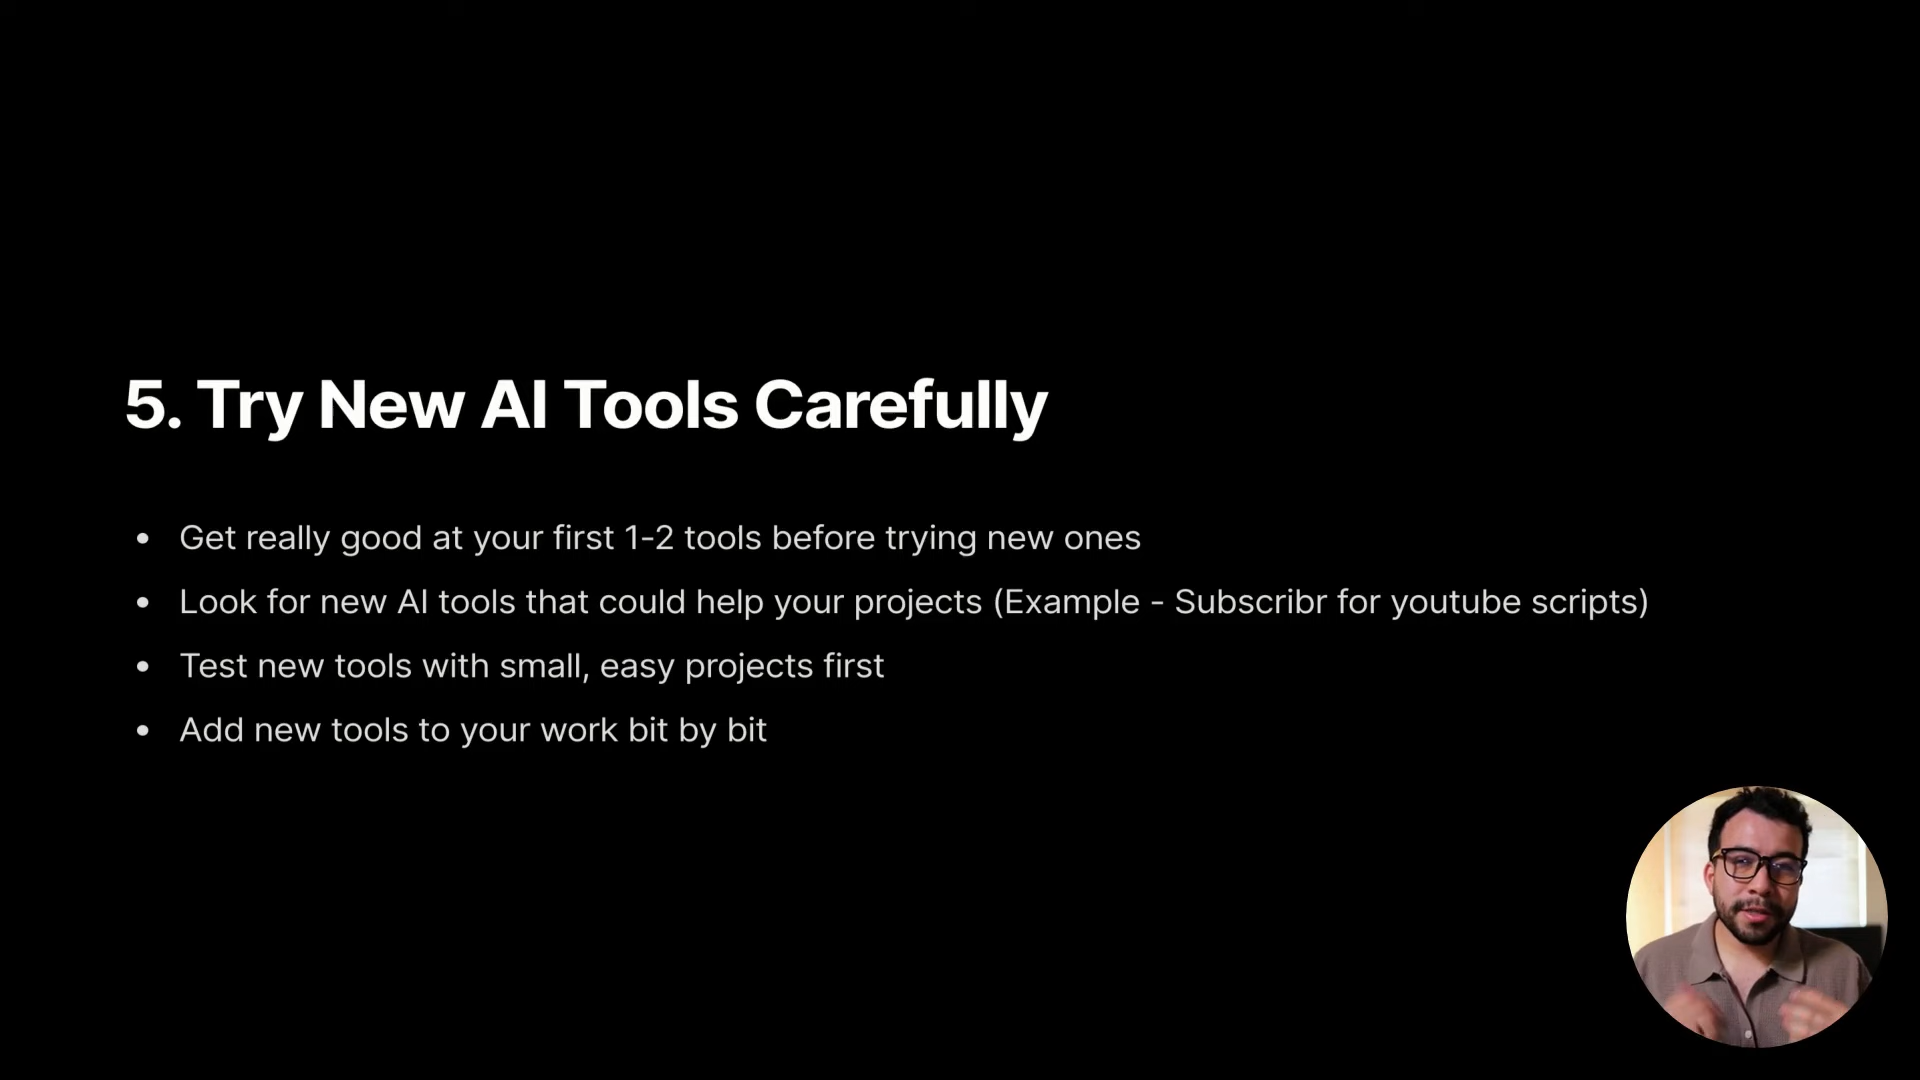 5. Try New AI Tools Carefully
• Get really good at your first 1-2 tools before trying new ones
• Look for new AI tools that could help your projects (Example - Subscribr for youtube scripts)
• Test new tools with small, easy projects first
• Add new tools to your work bit by bit